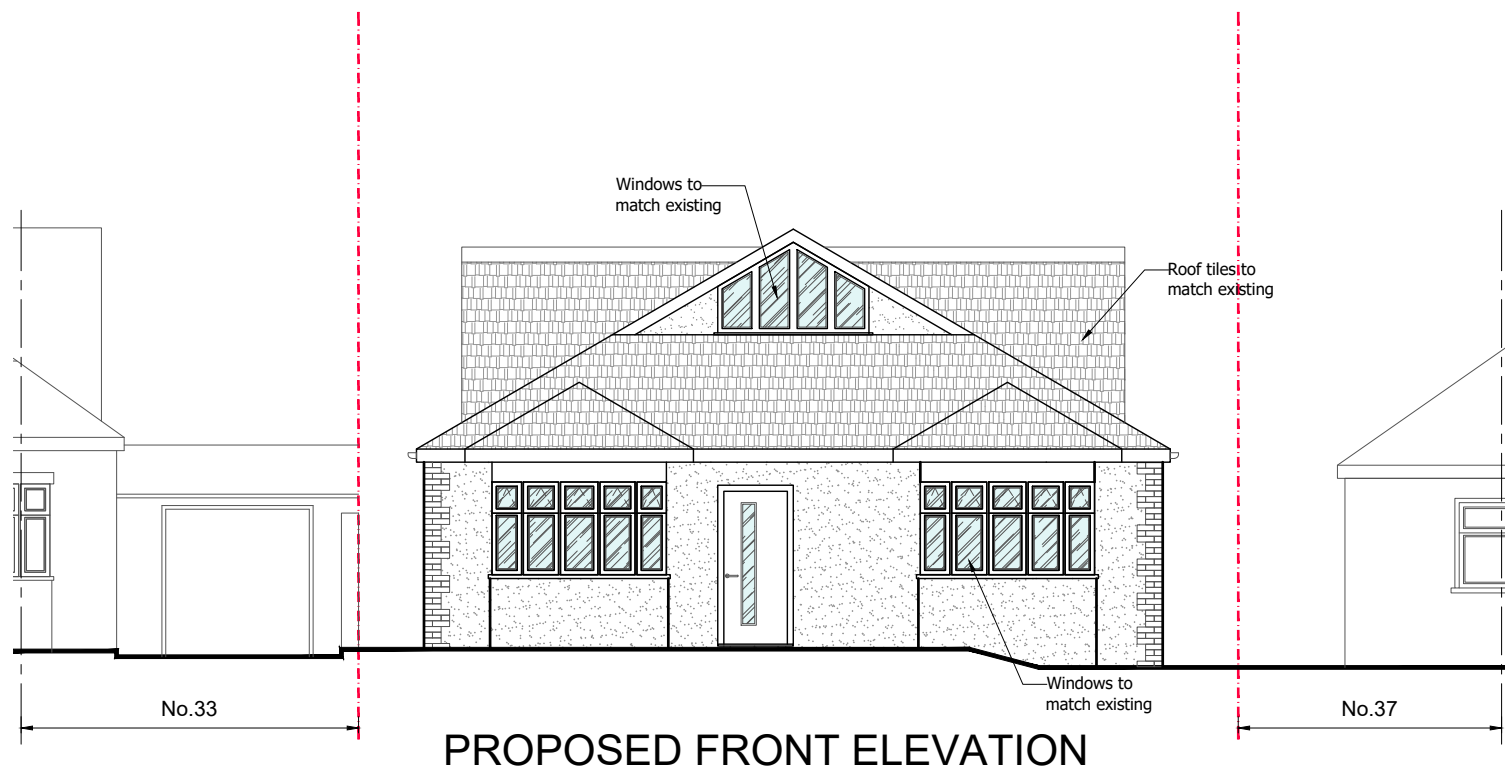 Windows to
match existing
Roof tiles to
match existing
Windows to
match existing
No.33
No.37
PROPOSED FRONT ELEVATION